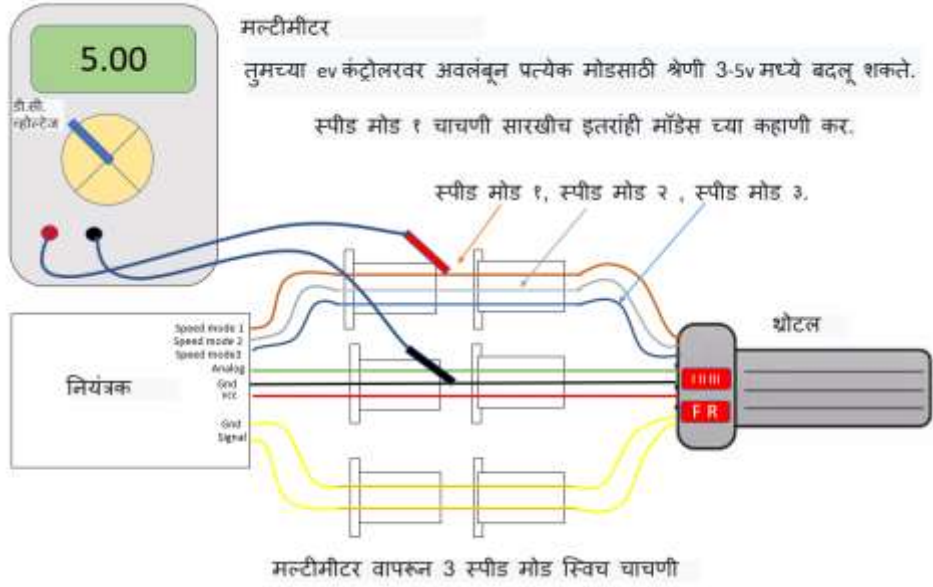 5.00
मल्टीमीटर
तुमच्या ev कंट्रोलरवर अवलंबून प्रत्येक मोडसाठी श्रेणी 3-5v मध्ये बदलू शकते.
डी.सी.
व्होल्टेज
स्पीड मोड १ चाचणी सारखीच इतरांही मॉडेस च्या कहाणी कर.
स्पीड मोड १, स्पीड मोड २ , स्पीड मोड ३.
थ्रोटल
Speed mode 1
Speed mode 2
Speed mode3
Analog
नियंत्रक
Gnd
VCC
Gnd
Signal
I II III
F R
मल्टीमीटर वापरून 3 स्पीड मोड स्विच चाचणी